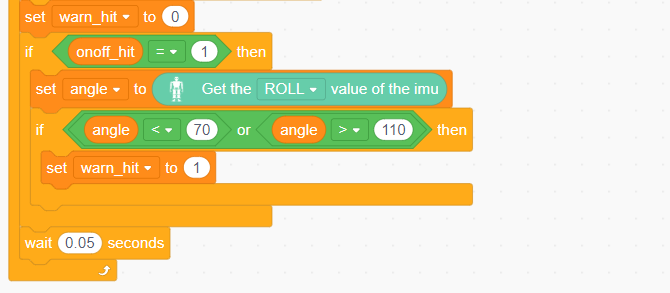 set warn_hit to 0
if onoff_hit = 1 then
set angle to Get the ROLL value of the imu
if angle < 70 or angle > 110 then
set warn_hit to 1
wait 0.05 seconds